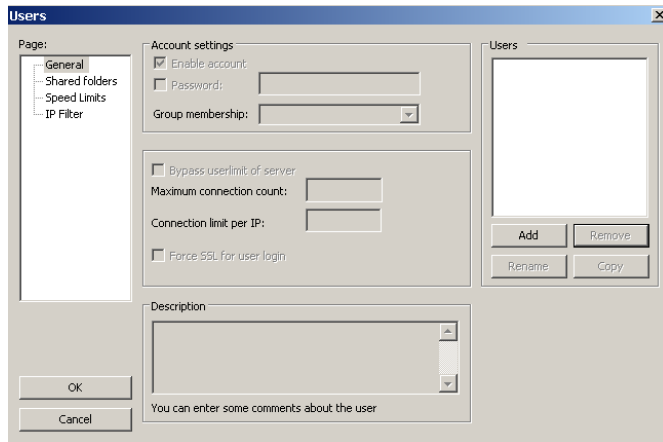 Users
Page:
General
Shared folders
Speed Limits
IP Filter
OK
Cancel
Account settings
Enable account
Password:
Group membership:
Bypass userlimit of server
Maximum connection count:
Connection limit per IP:
Force SSL for user login
Description
You can enter some comments about the user
Users
Add
Remove
Rename
Copy